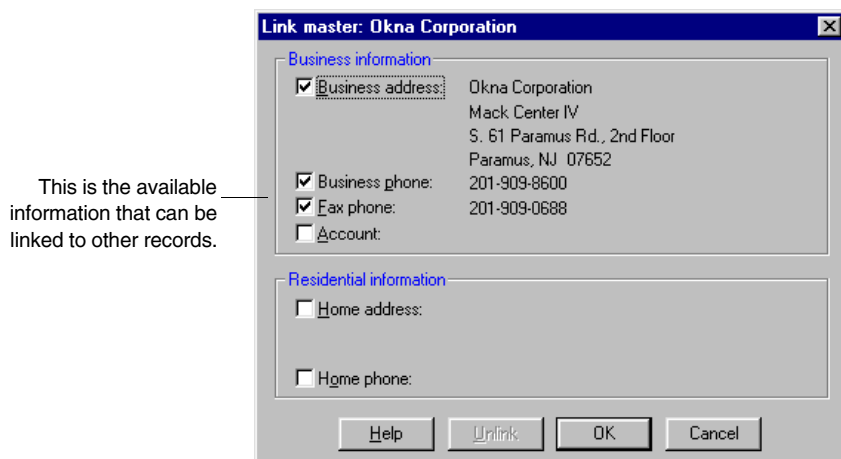 Link master: Okna Corporation
Business information
Business address:
Okna Corporation
Mack Center IV
S. 61 Paramus Rd., 2nd Floor
Paramus, NJ 07652
Business phone: 201-909-8600
Fax phone: 201-909-0688
Account:
This is the available
information that can be
linked to other records.
Residential information
Home address:
Home phone:
Help Unlink OK Cancel